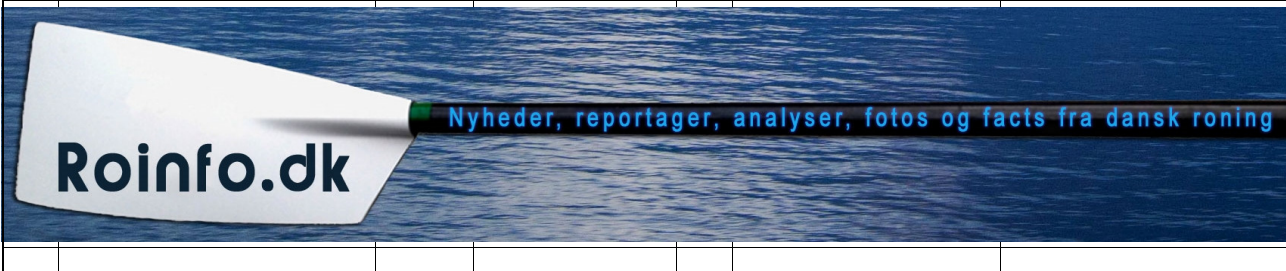 Nyheder, reportager, analyser, fotos og facts fra dansk roning
Roinfo.dk